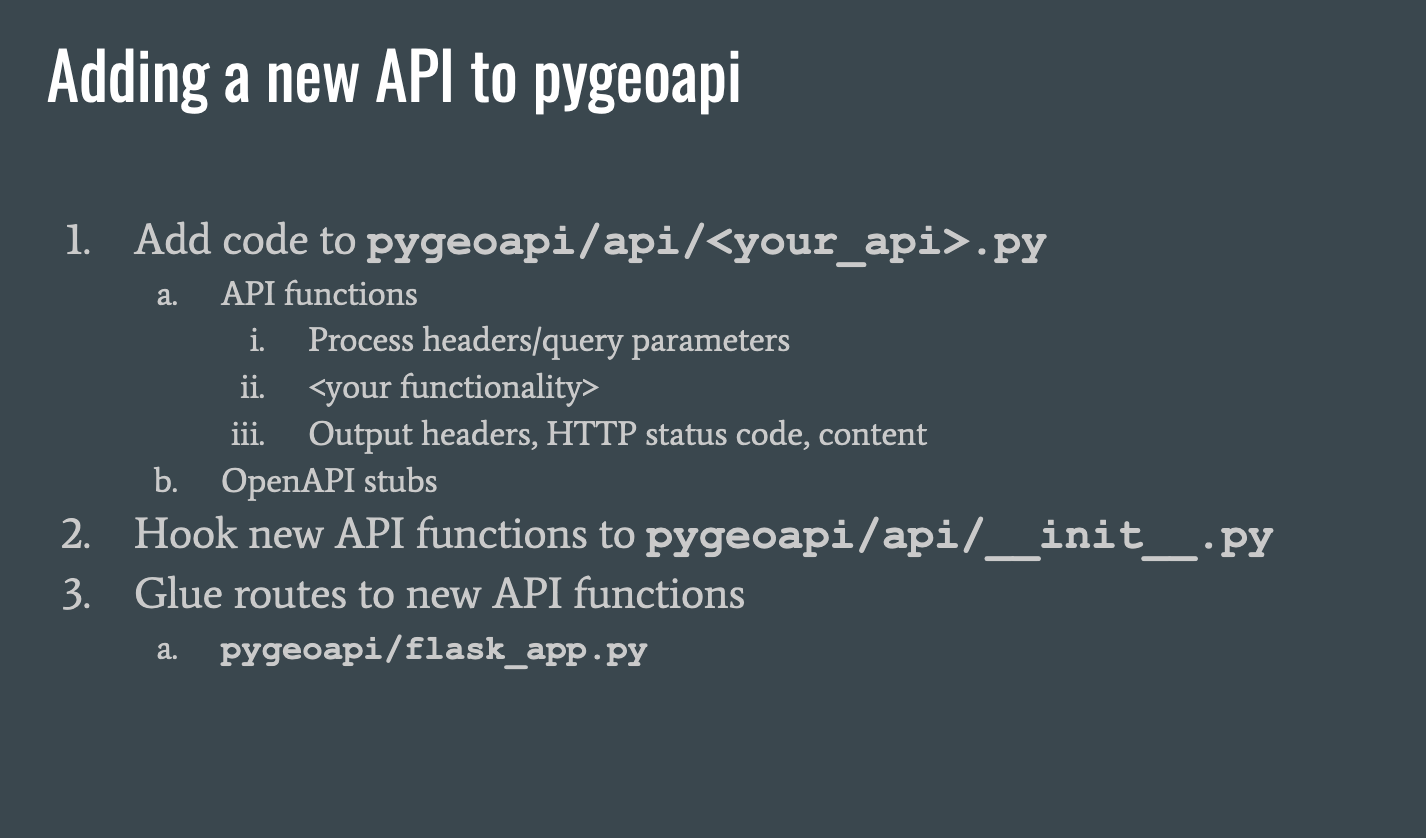 Adding a new API to pygeoapi
1. Add code to pygeoapi/api/<your_api>.py
a. API functions
i. Process headers/query parameters
ii. <your functionality>
iii. Output headers, HTTP status code, content
b. OpenAPI stubs
2. Hook new API functions to pygeoapi/api/__init__.py
3. Glue routes to new API functions
a. pygeoapi/flask_app.py